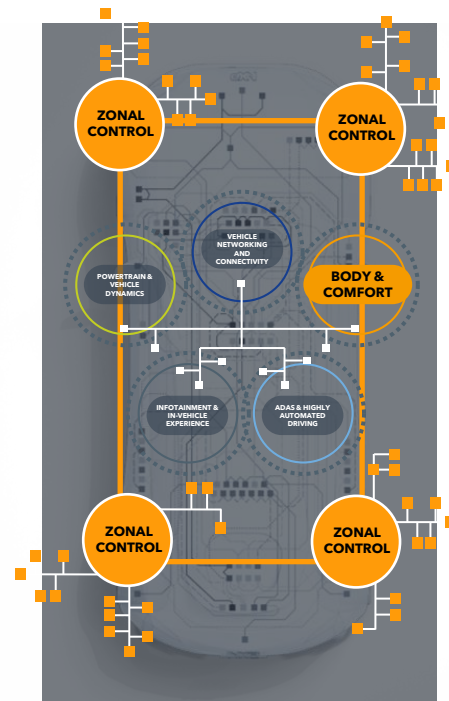 ZONAL
CONTROL
ZONAL
CONTROL
VEHICLE
NETWORKING
AND
CONNECTIVITY
POWERTRAIN &
VEHICLE
DYNAMICS
BODY &
COMFORT
INFOTAINMENT &
IN-VEHICLE
EXPERIENCE
ADAS & HIGHLY
AUTOMATED
DRIVING
ZONAL
CONTROL
ZONAL
CONTROL